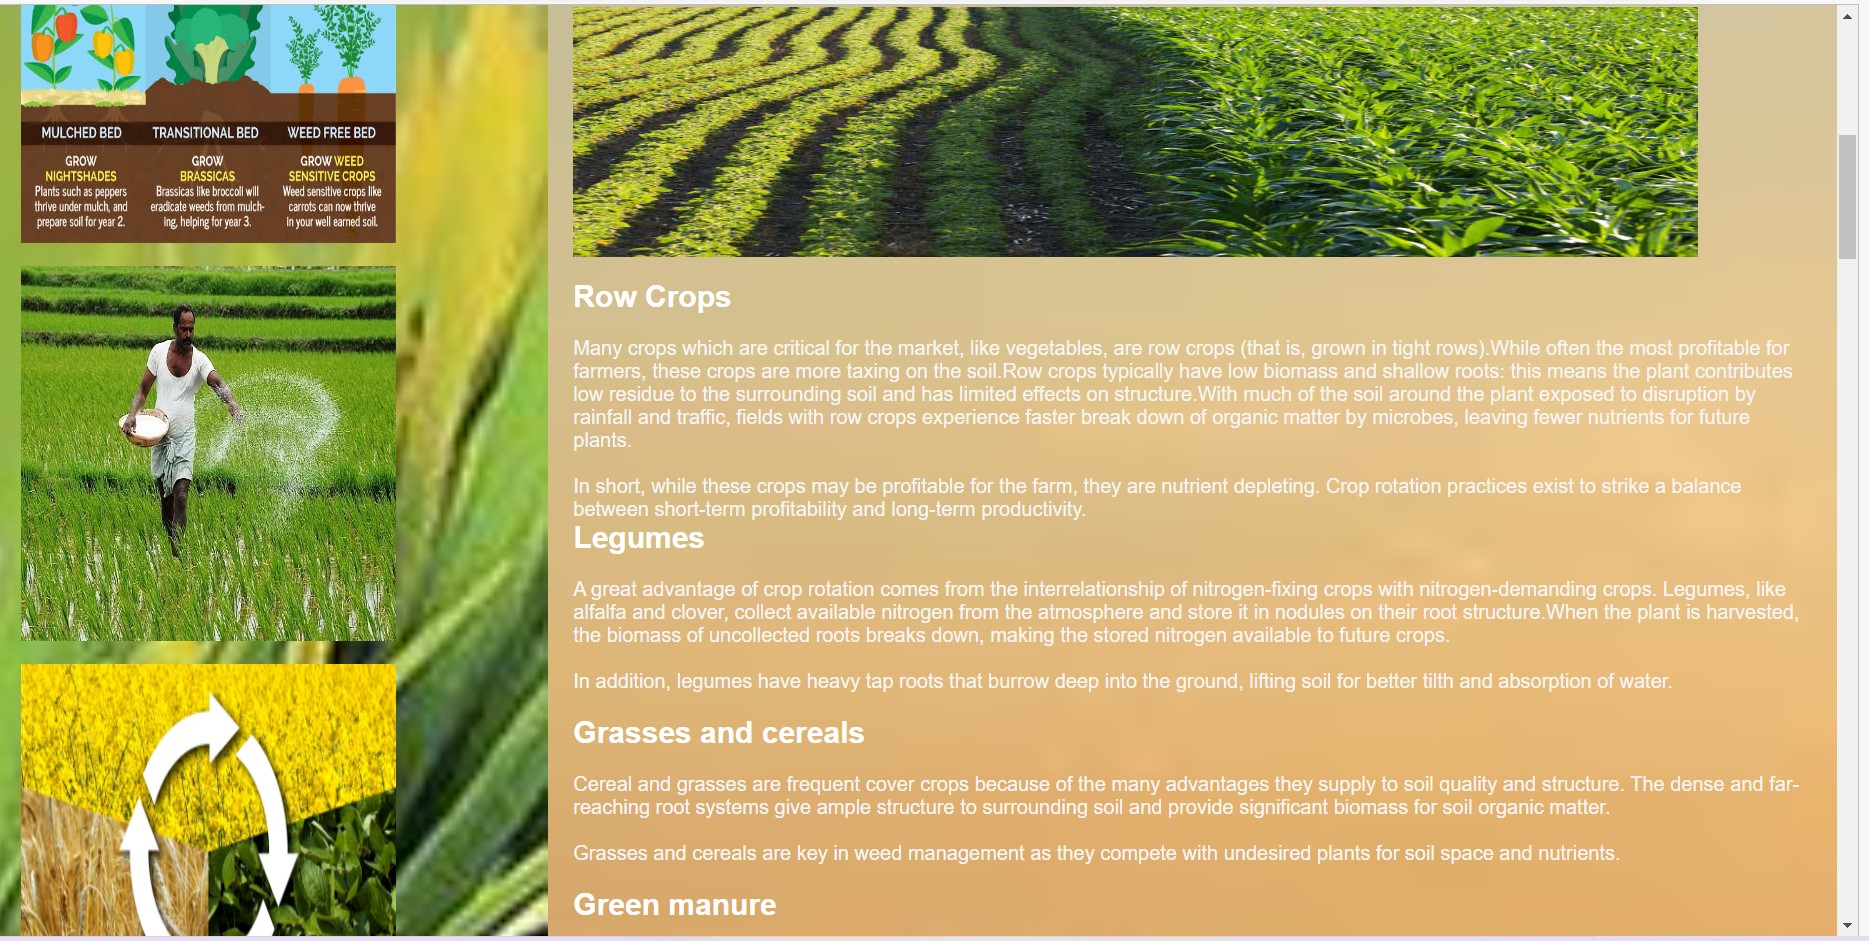 MULCHED BED
GROW
NIGHTSHADES
Plants such as peppers
thrive under mulch, and
prepare soil for year 2.
TRANSITIONAL BED
GROW
BRASSICAS
Brassicas like broccoli will
eradicate weeds from mulch-
ing, helping for year 3.
WEED FREE BED
GROW WEED
SENSITIVE CROPS
Weed sensitive crops like
carrots can now thrive
in your well earned soil.
Row Crops
Many crops which are critical for the market, like vegetables, are row crops (that is, grown in tight rows).While often the most profitable for
farmers, these crops are more taxing on the soil.Row crops typically have low biomass and shallow roots: this means the plant contributes
low residue to the surrounding soil and has limited effects on structure.With much of the soil around the plant exposed to disruption by
rainfall and traffic, fields with row crops experience faster break down of organic matter by microbes, leaving fewer nutrients for future
plants.
In short, while these crops may be profitable for the farm, they are nutrient depleting. Crop rotation practices exist to strike a balance
between short-term profitability and long-term productivity.
Legumes
A great advantage of crop rotation comes from the interrelationship of nitrogen-fixing crops with nitrogen-demanding crops. Legumes, like
alfalfa and clover, collect available nitrogen from the atmosphere and store it in nodules on their root structure.When the plant is harvested,
the biomass of uncollected roots breaks down, making the stored nitrogen available to future crops.
In addition, legumes have heavy tap roots that burrow deep into the ground, lifting soil for better tilth and absorption of water.
Grasses and cereals
Cereal and grasses are frequent cover crops because of the many advantages they supply to soil quality and structure. The dense and far-
reaching root systems give ample structure to surrounding soil and provide significant biomass for soil organic matter.
Grasses and cereals are key in weed management as they compete with undesired plants for soil space and nutrients.
Green manure